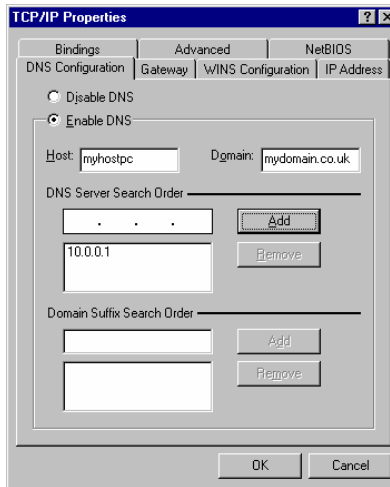 TCP/IP Properties
Bindings Advanced NetBIOS
DNS Configuration Gateway WINS Configuration IP Address
Disable DNS
Enable DNS
Host: myhostpc Domain: mydomain.co.uk
DNS Server Search Order
. . . Add
10.0.0.1 Remove
Domain Suffix Search Order
Add
Remove
OK Cancel